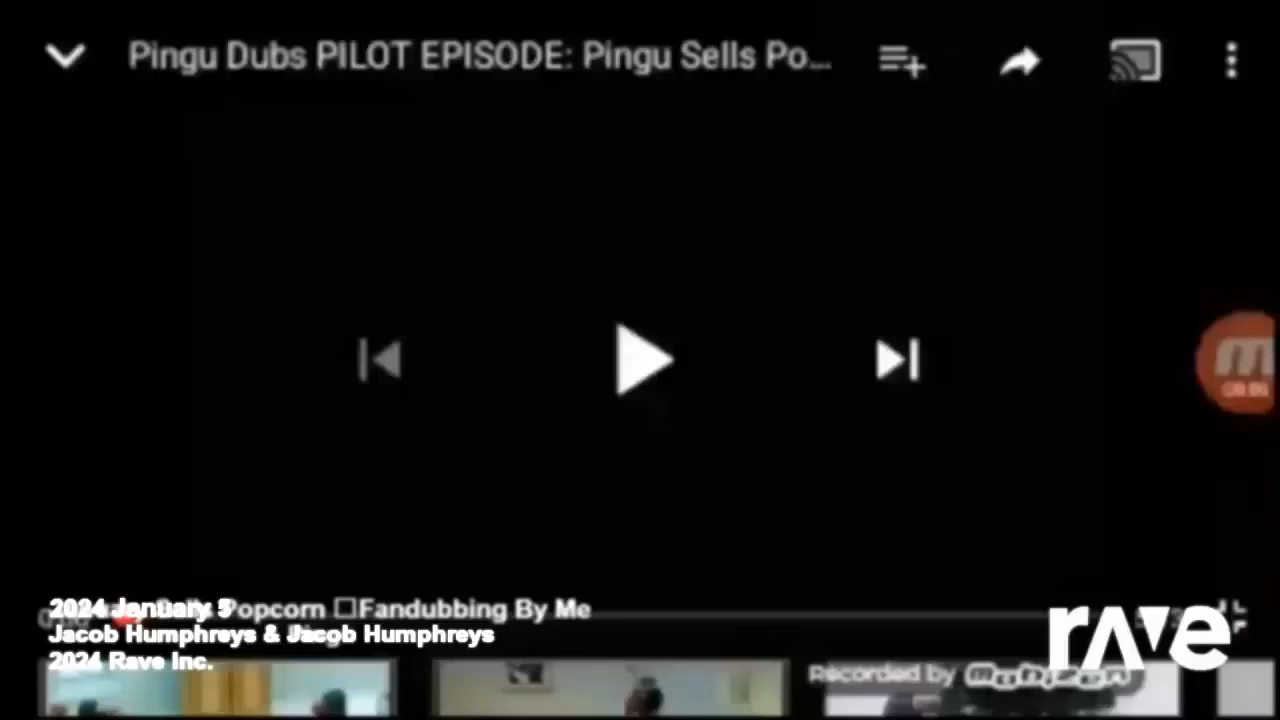 Pingu Dubs PILOT EPISODE: Pingu Sells Po...
2024 January 5
Popcorn □Fandubbing By Me
Jacob Humphreys & Jacob Humphreys
2024 Rave Inc.
Recorded by Mobizen
rave